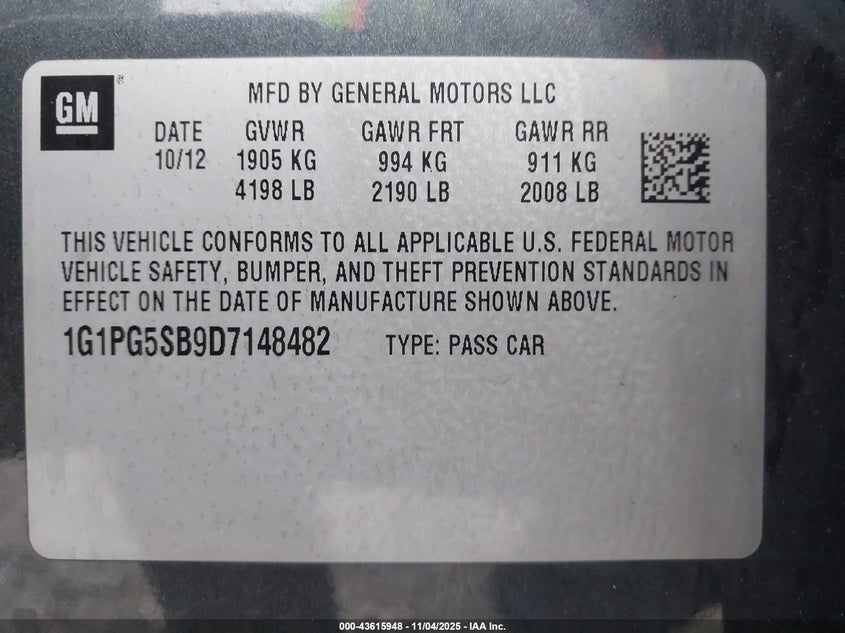 GM ®
MFD BY GENERAL MOTORS LLC
DATE GVWR GAWR FRT GAWR RR
10/12 1905 KG 994 KG 911 KG
4198 LB 2190 LB 2008 LB
THIS VEHICLE CONFORMS TO ALL APPLICABLE U.S. FEDERAL MOTOR
VEHICLE SAFETY, BUMPER, AND THEFT PREVENTION STANDARDS IN
EFFECT ON THE DATE OF MANUFACTURE SHOWN ABOVE.
1G1PG5SB9D7148482 TYPE: PASS CAR
000-43615948 - 11/04/2025 - IAA Inc.